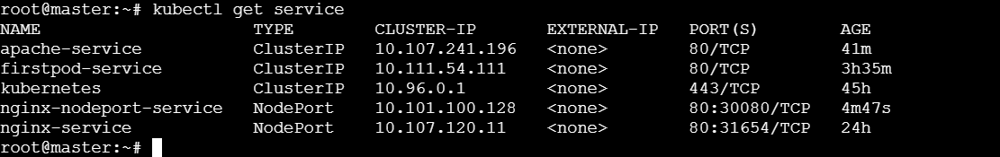 root@master:~# kubectl get service
NAME                     TYPE        CLUSTER-IP       EXTERNAL-IP   PORT(S)        AGE
apache-service           ClusterIP   10.107.241.196   <none>        80/TCP         41m
firstpod-service         ClusterIP   10.111.54.111    <none>        80/TCP         3h35m
kubernetes               ClusterIP   10.96.0.1        <none>        443/TCP        45h
nginx-nodeport-service   NodePort    10.101.100.128   <none>        80:30080/TCP   4m47s
nginx-service            NodePort    10.107.120.11    <none>        80:31654/TCP   24h
root@master:~#